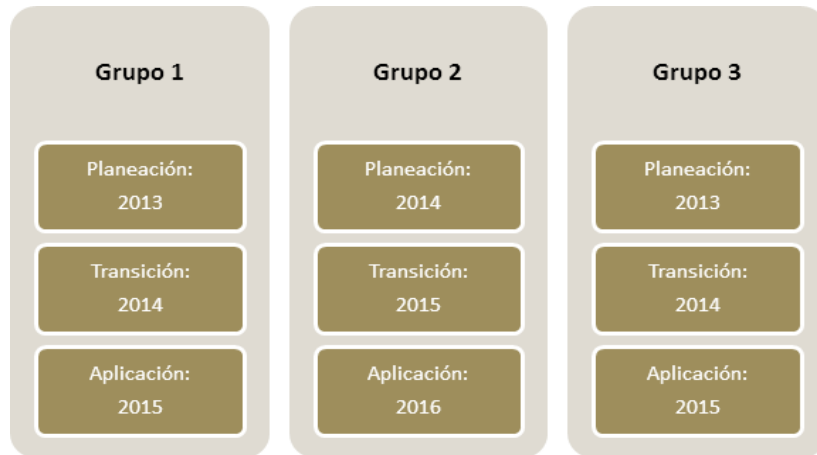 Grupo 1
Planeación:
2013
Transición:
2014
Aplicación:
2015
Grupo 2
Planeación:
2014
Transición:
2015
Aplicación:
2016
Grupo 3
Planeación:
2013
Transición:
2014
Aplicación:
2015